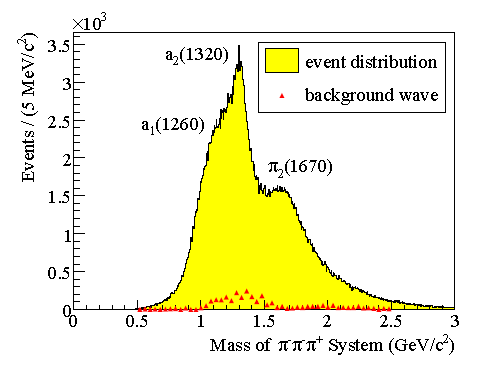 ×10³
3.5
3
2.5
2
1.5
1
0.5
0
Events / (5 MeV/c²)
a₂(1320)
a₁(1260)
π₂(1670)
event distribution
background wave
0 0.5 1 1.5 2 2.5 3
Mass of π⁻π⁻π⁺ System (GeV/c²)